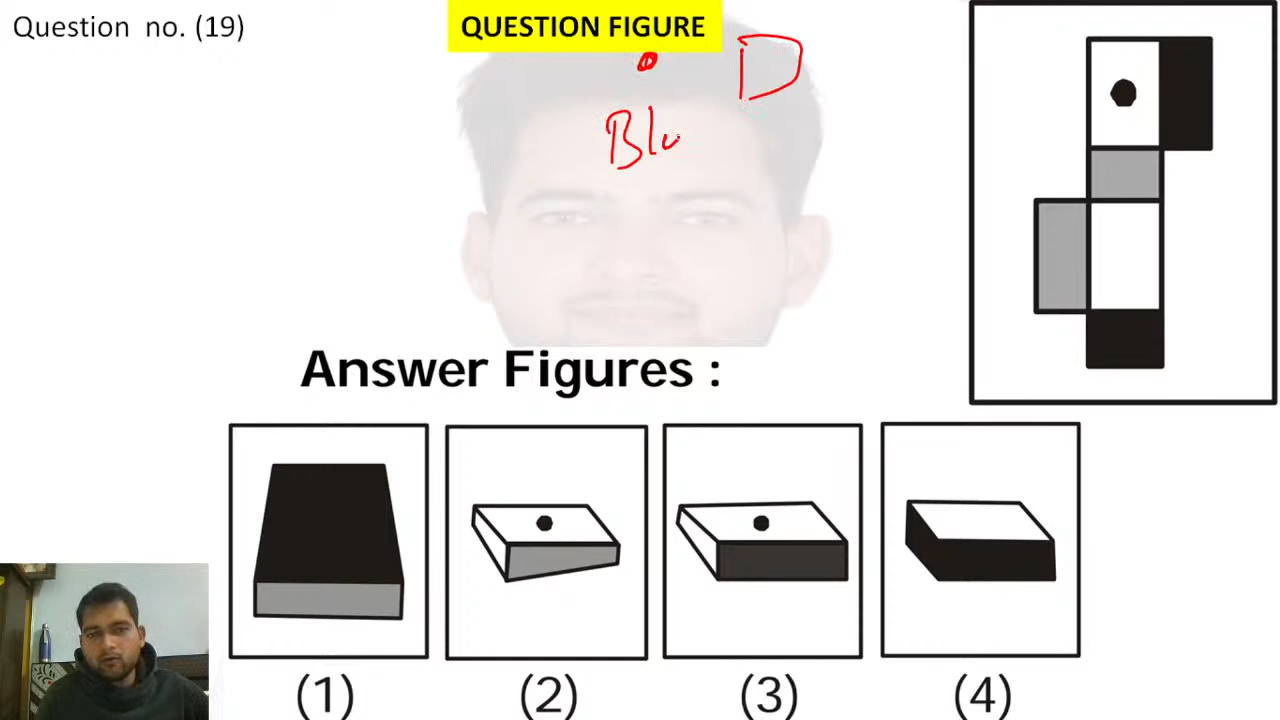 Question no. (19)
QUESTION FIGURE
D
Blu
Answer Figures :
(1)
(2)
(3)
(4)